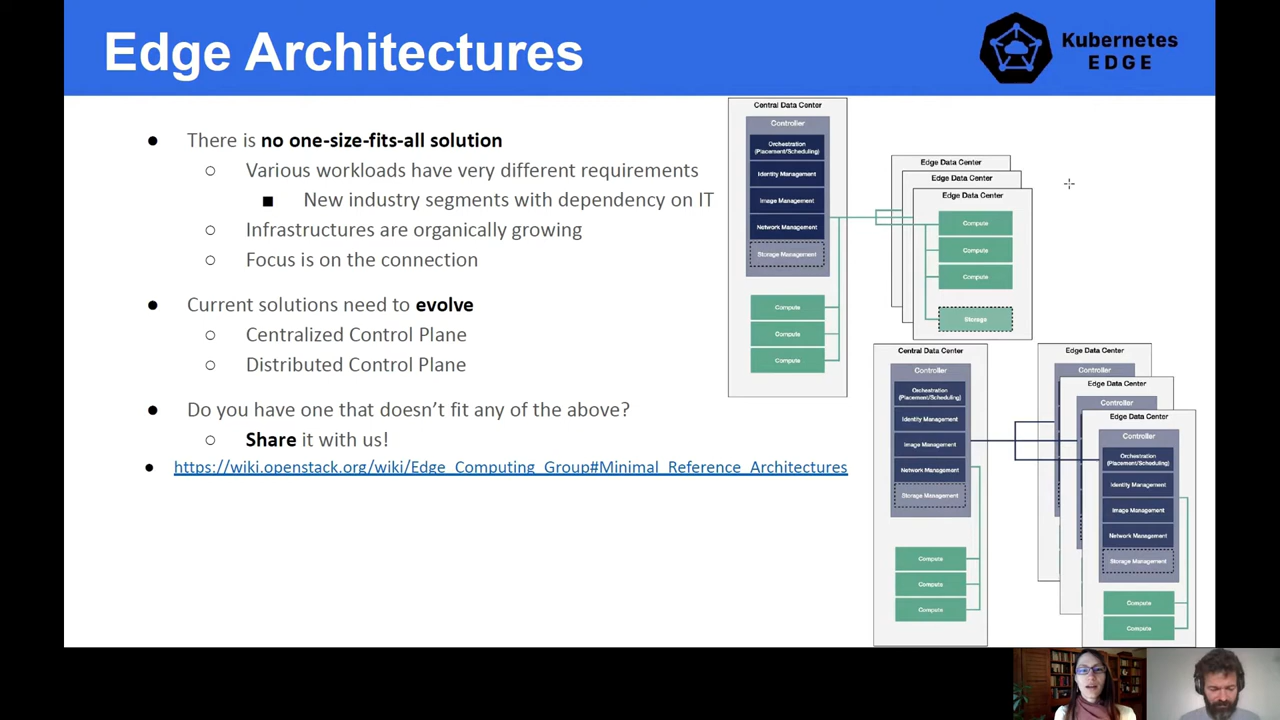 Edge Architectures
Kubernetes
EDGE
● There is no one-size-fits-all solution
○ Various workloads have very different requirements
■ New industry segments with dependency on IT
○ Infrastructures are organically growing
○ Focus is on the connection
● Current solutions need to evolve
○ Centralized Control Plane
○ Distributed Control Plane
● Do you have one that doesn’t fit any of the above?
○ Share it with us!
● https://wiki.openstack.org/wiki/Edge_Computing_Group#Minimal_Reference_Architectures
Central Data Center
Controller
Orchestration
(Placement/Scheduling)
Identity Management
Image Management
Network Management
Storage Management
Compute
Compute
Compute
Edge Data Center
Edge Data Center
Edge Data Center
Compute
Compute
Compute
Storage
Central Data Center
Controller
Orchestration
(Placement/Scheduling)
Identity Management
Image Management
Network Management
Storage Management
Compute
Compute
Compute
Edge Data Center
Controller
Edge Data Center
Controller
Edge Data Center
Controller
Orchestration
(Placement/Scheduling)
Identity Management
Image Management
Network Management
Storage Management
Compute
Compute